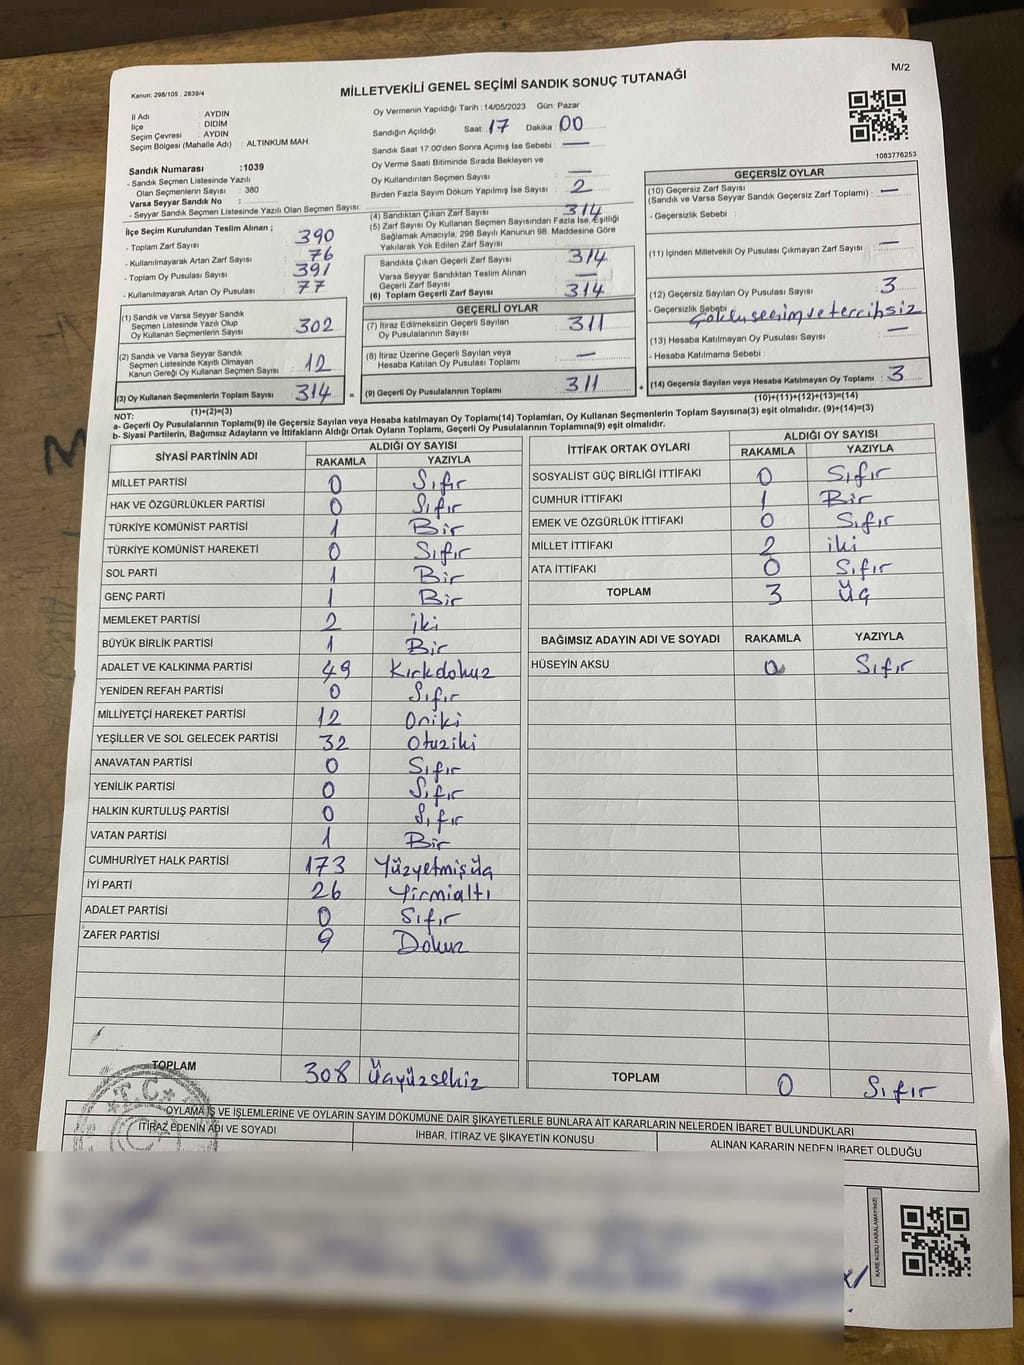 M/2
Kanun: 298/105 , 2839/4
MİLLETVEKİLİ GENEL SEÇİMİ SANDIK SONUÇ TUTANAĞI
İl Adı : AYDIN
İlçe : DİDİM
Seçim Çevresi : AYDIN
Seçim Bölgesi (Mahalle Adı) : ALTINKUM MAH
Sandık Numarası :1039
- Sandık Seçmen Listesinde Yazılı
Olan Seçmenlerin Sayısı : 380
Varsa Seyyar Sandık No :
- Seyyar Sandık Seçmen Listesinde Yazılı Olan Seçmen Sayısı:
Oy Vermenin Yapıldığı Tarih : 14/05/2023 Gün: Pazar
Sandığın Açıldığı Saat: 17 Dakika 00
Sandık Saat 17.00'den Sonra Açımış İse Sebebi : —
Oy Verme Saati Bitiminde Sırada Bekleyen ve
Oy Kullandırılan Seçmen Sayısı : —
Birden Fazla Sayım Döküm Yapılmış İse Sayısı : 2
1083776253
İlçe Seçim Kurulundan Teslim Alınan ;
- Toplam Zarf Sayısı : 390
- Kullanılmayarak Artan Zarf Sayısı : 76
- Toplam Oy Pusulası Sayısı : 391
- Kullanılmayarak Artan Oy Pusulası : 77
(1) Sandık ve Varsa Seyyar Sandık
Seçmen Listesinde Yazılı Olup
Oy Kullanan Seçmenlerin Sayısı : 302
(2) Sandık ve Varsa Seyyar Sandık
Seçmen Listesinde Kayıtlı Olmayan
Kanun Gereği Oy Kullanan Seçmen Sayısı : 12
(3) Oy Kullanan Seçmenlerin Toplam Sayısı : 314
(1)+(2)=(3)
(4) Sandıktan Çıkan Zarf Sayısı : 314
(5) Zarf Sayısı Oy Kullanan Seçmen Sayısından Fazla İse, Eşitliği
Sağlamak Amacıyla, 298 Sayılı Kanunun 98. Maddesine Göre
Yakılarak Yok Edilen Zarf Sayısı :
Sandıkta Çıkan Geçerli Zarf Sayısı : 314
Varsa Seyyar Sandıktan Teslim Alınan
Geçerli Zarf Sayısı : —
(6) Toplam Geçerli Zarf Sayısı : 314
GEÇERLİ OYLAR
(7) İtiraz Edilmeksizin Geçerli Sayılan
Oy Pusulalarının Sayısı : 311
(8) İtiraz Üzerine Geçerli Sayılan veya
Hesaba Katılan Oy Pusulası Toplamı : —
= (9) Geçerli Oy Pusulalarının Toplamı : 311
GEÇERSİZ OYLAR
(10) Geçersiz Zarf Sayısı
(Sandık ve Varsa Seyyar Sandık Geçersiz Zarf Toplamı) : —
- Geçersizlik Sebebi :
(11) İçinden Milletvekili Oy Pusulası Çıkmayan Zarf Sayısı : —
(12) Geçersiz Sayılan Oy Pusulası Sayısı : 3
- Geçersizlik Sebebi : Çoklu seçim ve tercihsiz
(13) Hesaba Katılmayan Oy Pusulası Sayısı : —
- Hesaba Katılmama Sebebi :
+ (14) Geçersiz Sayılan veya Hesaba Katılmayan Oy Toplamı : 3
(10)+(11)+(12)+(13)=(14)
NOT:
a- Geçerli Oy Pusulalarının Toplamı(9) ile Geçersiz Sayılan veya Hesaba katılmayan Oy Toplamı(14) Toplamları, Oy Kullanan Seçmenlerin Toplam Sayısına(3) eşit olmalıdır. (9)+(14)=(3)
b- Siyasi Partilerin, Bağımsız Adayların ve İttifakların Aldığı Ortak Oyların Toplamı, Geçerli Oy Pusulalarının Toplamına(9) eşit olmalıdır.
SİYASİ PARTİNİN ADI ALDIĞI OY SAYISI
RAKAMLA YAZIYLA
MİLLET PARTİSİ 0 Sıfır
HAK VE ÖZGÜRLÜKLER PARTİSİ 0 Sıfır
TÜRKİYE KOMÜNİST PARTİSİ 1 Bir
TÜRKİYE KOMÜNİST HAREKETİ 0 Sıfır
SOL PARTİ 1 Bir
GENÇ PARTİ 1 Bir
MEMLEKET PARTİSİ 2 iki
BÜYÜK BİRLİK PARTİSİ 1 Bir
ADALET VE KALKINMA PARTİSİ 49 Kırkdokuz
YENİDEN REFAH PARTİSİ 0 Sıfır
MİLLİYETÇİ HAREKET PARTİSİ 12 Oniki
YEŞİLLER VE SOL GELECEK PARTİSİ 32 Otuziki
ANAVATAN PARTİSİ 0 Sıfır
YENİLİK PARTİSİ 0 Sıfır
HALKIN KURTULUŞ PARTİSİ 0 Sıfır
VATAN PARTİSİ 1 Bir
CUMHURİYET HALK PARTİSİ 173 Yüzyetmişüç
İYİ PARTİ 26 Yirmialtı
ADALET PARTİSİ 0 Sıfır
ZAFER PARTİSİ 9 Dokuz
TOPLAM 308 Üçyüzsekiz
İTTİFAK ORTAK OYLARI ALDIĞI OY SAYISI
RAKAMLA YAZIYLA
SOSYALİST GÜÇ BİRLİĞİ İTTİFAKI 0 Sıfır
CUMHUR İTTİFAKI 1 Bir
EMEK VE ÖZGÜRLÜK İTTİFAKI 0 Sıfır
MİLLET İTTİFAKI 2 iki
ATA İTTİFAKI 0 Sıfır
TOPLAM 3 Üç
BAĞIMSIZ ADAYIN ADI VE SOYADI RAKAMLA YAZIYLA
HÜSEYİN AKSU 0 Sıfır
TOPLAM 0 Sıfır
T.C.
OYLAMA İŞ VE İŞLEMLERİNE VE OYLARIN SAYIM DÖKÜMÜNE DAİR ŞİKAYETLERLE BUNLARA AİT KARARLARIN NELERDEN İBARET BULUNDUKLARI
İTİRAZ EDENİN ADI VE SOYADI İHBAR, İTİRAZ VE ŞİKAYETİN KONUSU ALINAN KARARIN NEDEN İBARET OLDUĞU
KARE KODU KARALAMAYINIZ!